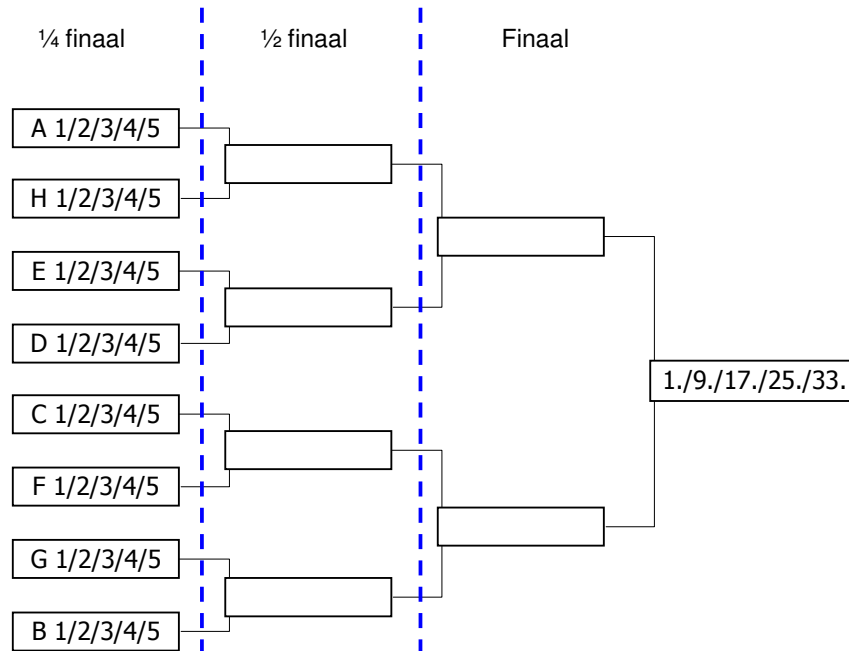 ¼ finaal
½ finaal
Finaal
A 1/2/3/4/5
H 1/2/3/4/5
E 1/2/3/4/5
D 1/2/3/4/5
1./9./17./25./33.
C 1/2/3/4/5
F 1/2/3/4/5
G 1/2/3/4/5
B 1/2/3/4/5